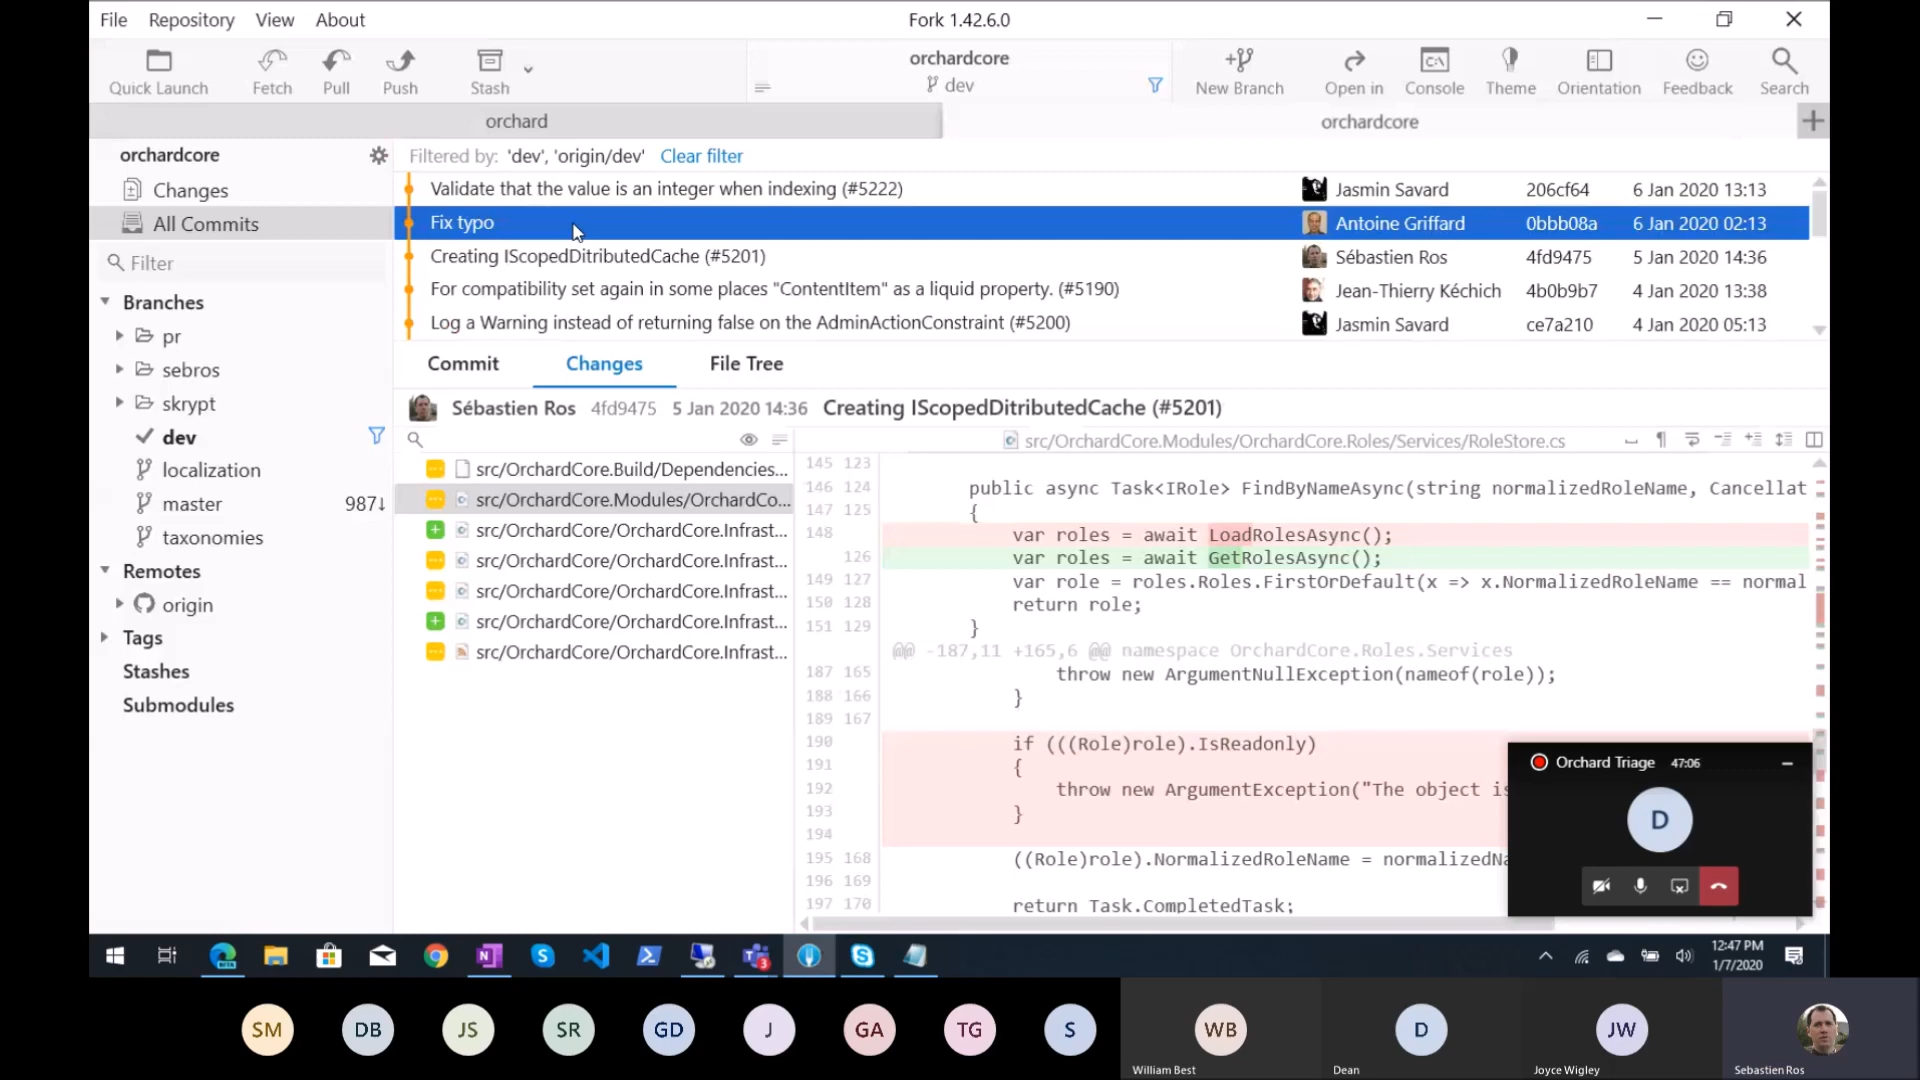 File Repository View About
Fork 1.42.6.0
Quick Launch
Fetch
Pull
Push
Stash
orchardcore
dev
New Branch
Open in
Console
Theme
Orientation
Feedback
Search
orchard
orchardcore
orchardcore
Changes
All Commits
Filter
Branches
pr
sebros
skrypt
dev
localization
master 987↓
taxonomies
Remotes
origin
Tags
Stashes
Submodules
Filtered by: 'dev', 'origin/dev' Clear filter
Validate that the value is an integer when indexing (#5222) Jasmin Savard 206cf64 6 Jan 2020 13:13
Fix typo Antoine Griffard 0bbb08a 6 Jan 2020 02:13
Creating IScopedDitributedCache (#5201) Sébastien Ros 4fd9475 5 Jan 2020 14:36
For compatibility set again in some places "ContentItem" as a liquid property. (#5190) Jean-Thierry Kéchich 4b0b9b7 4 Jan 2020 13:38
Log a Warning instead of returning false on the AdminActionConstraint (#5200) Jasmin Savard ce7a210 4 Jan 2020 05:13
Commit Changes File Tree
Sébastien Ros 4fd9475 5 Jan 2020 14:36 Creating IScopedDitributedCache (#5201)
src/OrchardCore.Build/Dependencies...
src/OrchardCore.Modules/OrchardCo...
src/OrchardCore/OrchardCore.Infrast...
src/OrchardCore/OrchardCore.Infrast...
src/OrchardCore/OrchardCore.Infrast...
src/OrchardCore/OrchardCore.Infrast...
src/OrchardCore/OrchardCore.Infrast...
src/OrchardCore.Modules/OrchardCore.Roles/Services/RoleStore.cs
145 123
146 124 public async Task<IRole> FindByNameAsync(string normalizedRoleName, Cancellat
147 125 {
148 var roles = await LoadRolesAsync();
126 var roles = await GetRolesAsync();
149 127 var role = roles.Roles.FirstOrDefault(x => x.NormalizedRoleName == normal
150 128 return role;
151 129 }
@@ -187,11 +165,6 @@ namespace OrchardCore.Roles.Services
187 165 throw new ArgumentNullException(nameof(role));
188 166 }
189 167
190 if (((Role)role).IsReadonly)
191 {
192 throw new ArgumentException("The object is
193 }
194
195 168 ((Role)role).NormalizedRoleName = normalizedNa
196 169
197 170 return Task.CompletedTask;
Orchard Triage 47:06
D
12:47 PM
1/7/2020
SM
DB
JS
SR
GD
J
GA
TG
S
WB
William Best
D
Dean
JW
Joyce Wigley
Sebastien Ros